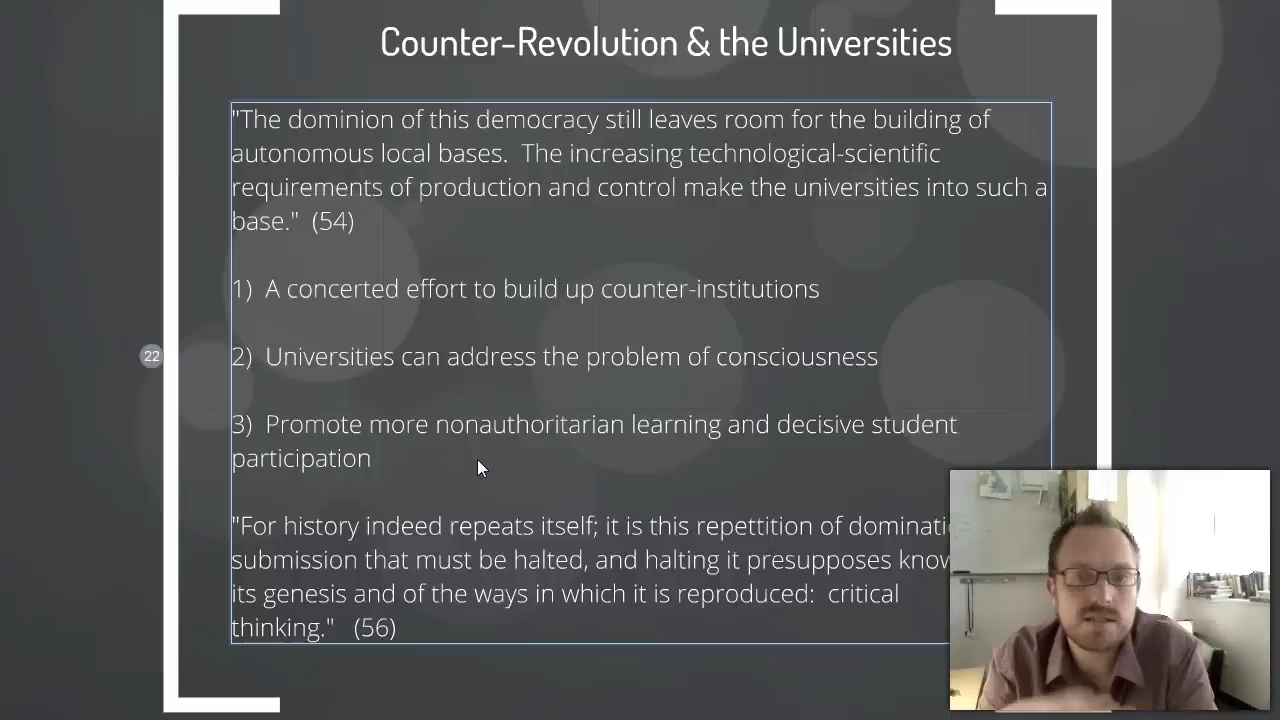 Counter-Revolution & the Universities
"The dominion of this democracy still leaves room for the building of
autonomous local bases.  The increasing technological-scientific
requirements of production and control make the universities into such a
base."  (54)
1)  A concerted effort to build up counter-institutions
22
2)  Universities can address the problem of consciousness
3)  Promote more nonauthoritarian learning and decisive student
participation
"For history indeed repeats itself; it is this repettition of
submission that must be halted, and halting it presupposes
its genesis and of the ways in which it is reproduced:  critical
thinking."   (56)